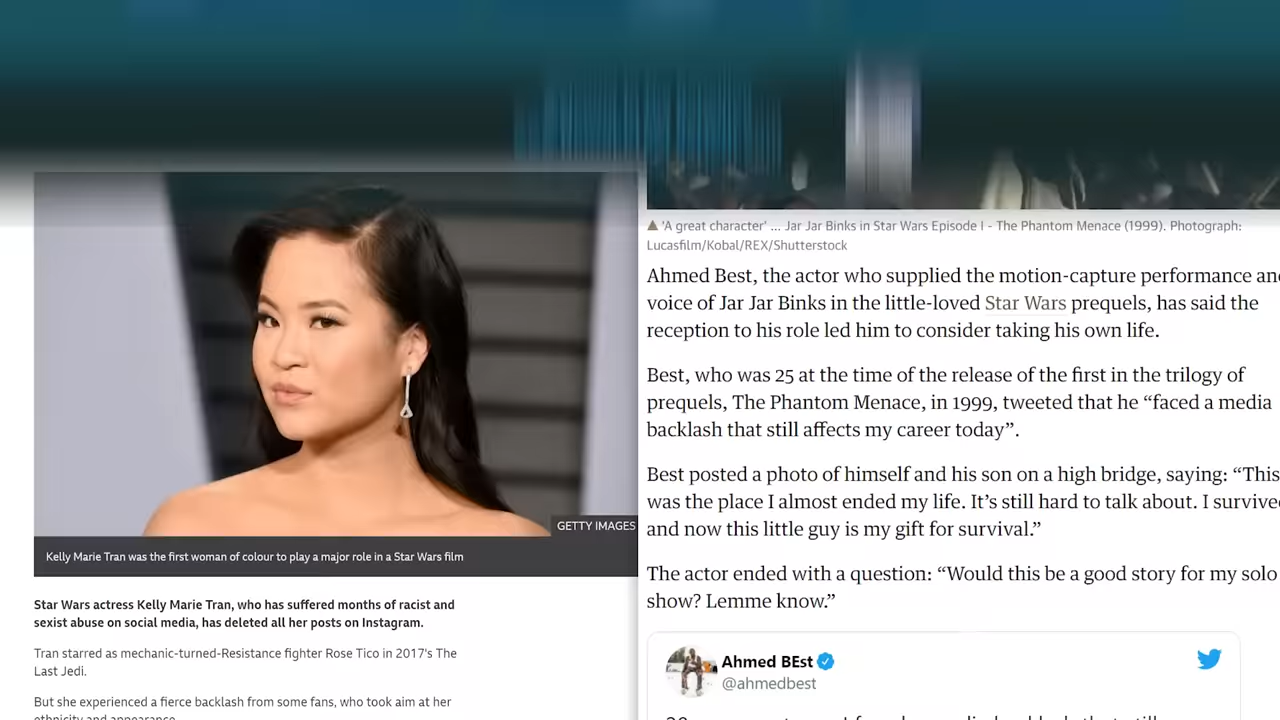 GETTY IMAGES
Kelly Marie Tran was the first woman of colour to play a major role in a Star Wars film
Star Wars actress Kelly Marie Tran, who has suffered months of racist and
sexist abuse on social media, has deleted all her posts on Instagram.
Tran starred as mechanic-turned-Resistance fighter Rose Tico in 2017's The
Last Jedi.
But she experienced a fierce backlash from some fans, who took aim at her
ethnicity and appearance.
▲ 'A great character' ... Jar Jar Binks in Star Wars Episode I - The Phantom Menace (1999). Photograph:
Lucasfilm/Kobal/REX/Shutterstock
Ahmed Best, the actor who supplied the motion-capture performance an
voice of Jar Jar Binks in the little-loved Star Wars prequels, has said the
reception to his role led him to consider taking his own life.
Best, who was 25 at the time of the release of the first in the trilogy of
prequels, The Phantom Menace, in 1999, tweeted that he “faced a media
backlash that still affects my career today”.
Best posted a photo of himself and his son on a high bridge, saying: “This
was the place I almost ended my life. It’s still hard to talk about. I survive
and now this little guy is my gift for survival.”
The actor ended with a question: “Would this be a good story for my solo
show? Lemme know.”
Ahmed BEst
@ahmedbest